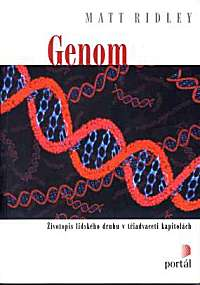 MATT RIDLEY
Genom
Životopis lidského druhu v třiadvaceti kapitolách
portál